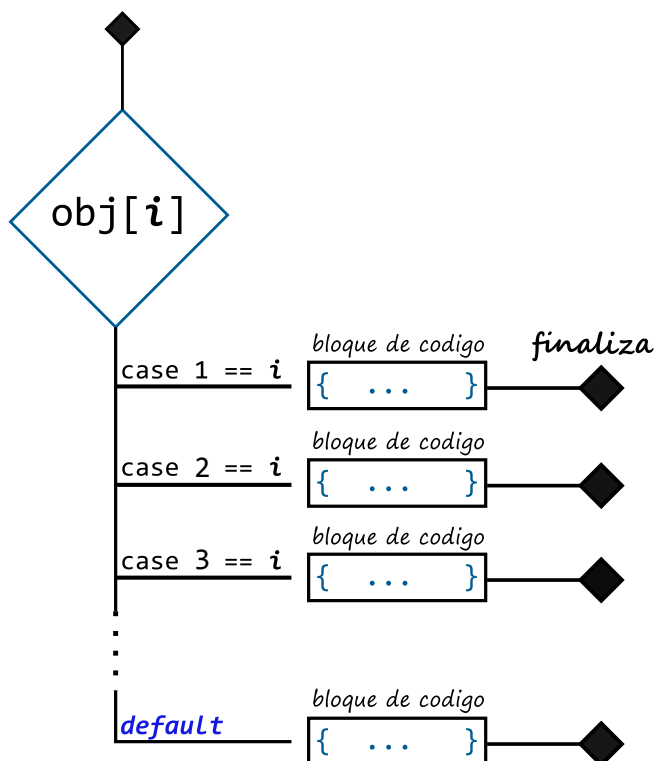 obj[i]
bloque de codigo
finaliza
case 1 == i
{ ... }
bloque de codigo
case 2 == i
{ ... }
bloque de codigo
case 3 == i
{ ... }
bloque de codigo
default
{ ... }